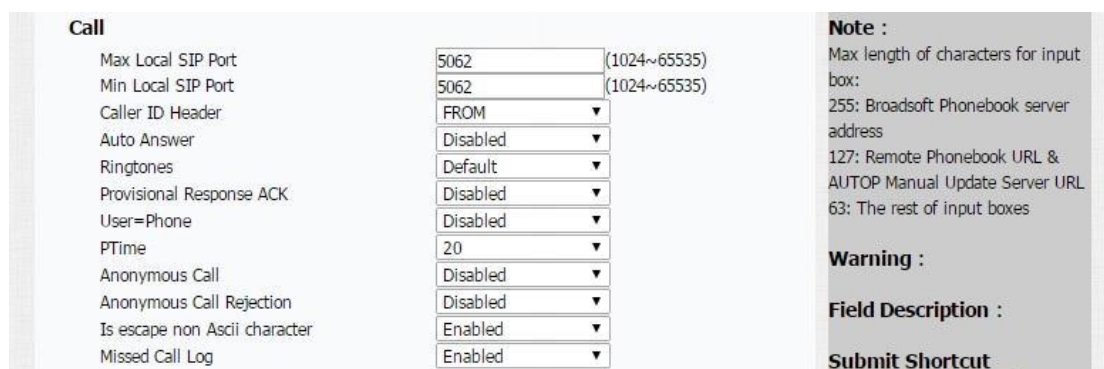 Call
Max Local SIP Port 5062 (1024~65535)
Min Local SIP Port 5062 (1024~65535)
Caller ID Header FROM
Auto Answer Disabled
Ringtones Default
Provisional Response ACK Disabled
User=Phone Disabled
PTime 20
Anonymous Call Disabled
Anonymous Call Rejection Disabled
Is escape non Ascii character Enabled
Missed Call Log Enabled
Note :
Max length of characters for input
box:
255: Broadsoft Phonebook server
address
127: Remote Phonebook URL &
AUTOP Manual Update Server URL
63: The rest of input boxes
Warning :
Field Description :
Submit Shortcut